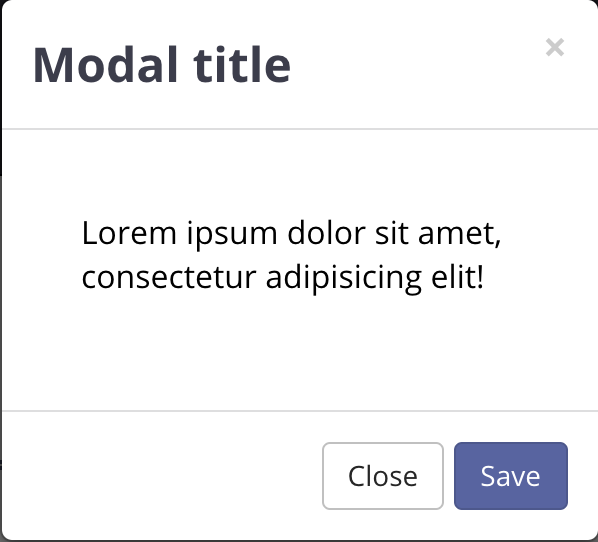 Modal title
×
Lorem ipsum dolor sit amet,
consectetur adipisicing elit!
Close
Save